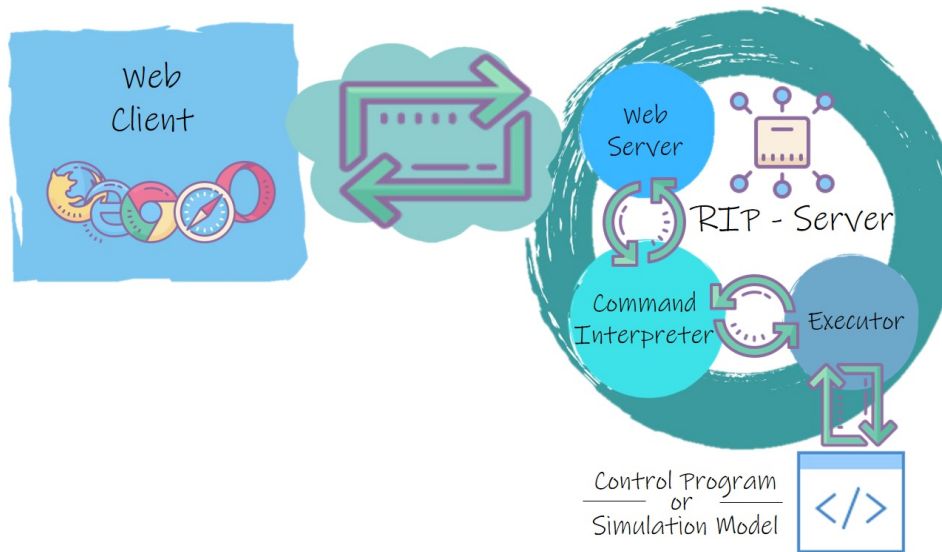 Web
Client
Web
Server
RIP - Server
Command
Interpreter
Executor
Control Program
or
Simulation Model
</>